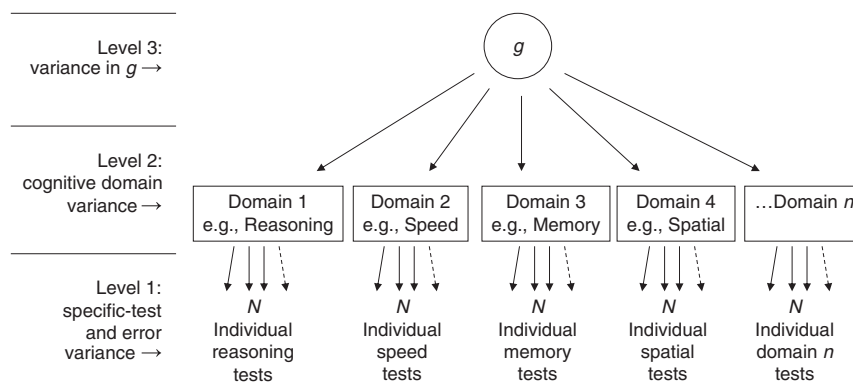 Level 3:
variance in g →
g
Level 2:
cognitive domain
variance →
Domain 1
e.g., Reasoning
Domain 2
e.g., Speed
Domain 3
e.g., Memory
Domain 4
e.g., Spatial
...Domain n
Level 1:
specific-test
and error
variance →
N
Individual
reasoning
tests
N
Individual
speed
tests
N
Individual
memory
tests
N
Individual
spatial
tests
N
Individual
domain n
tests